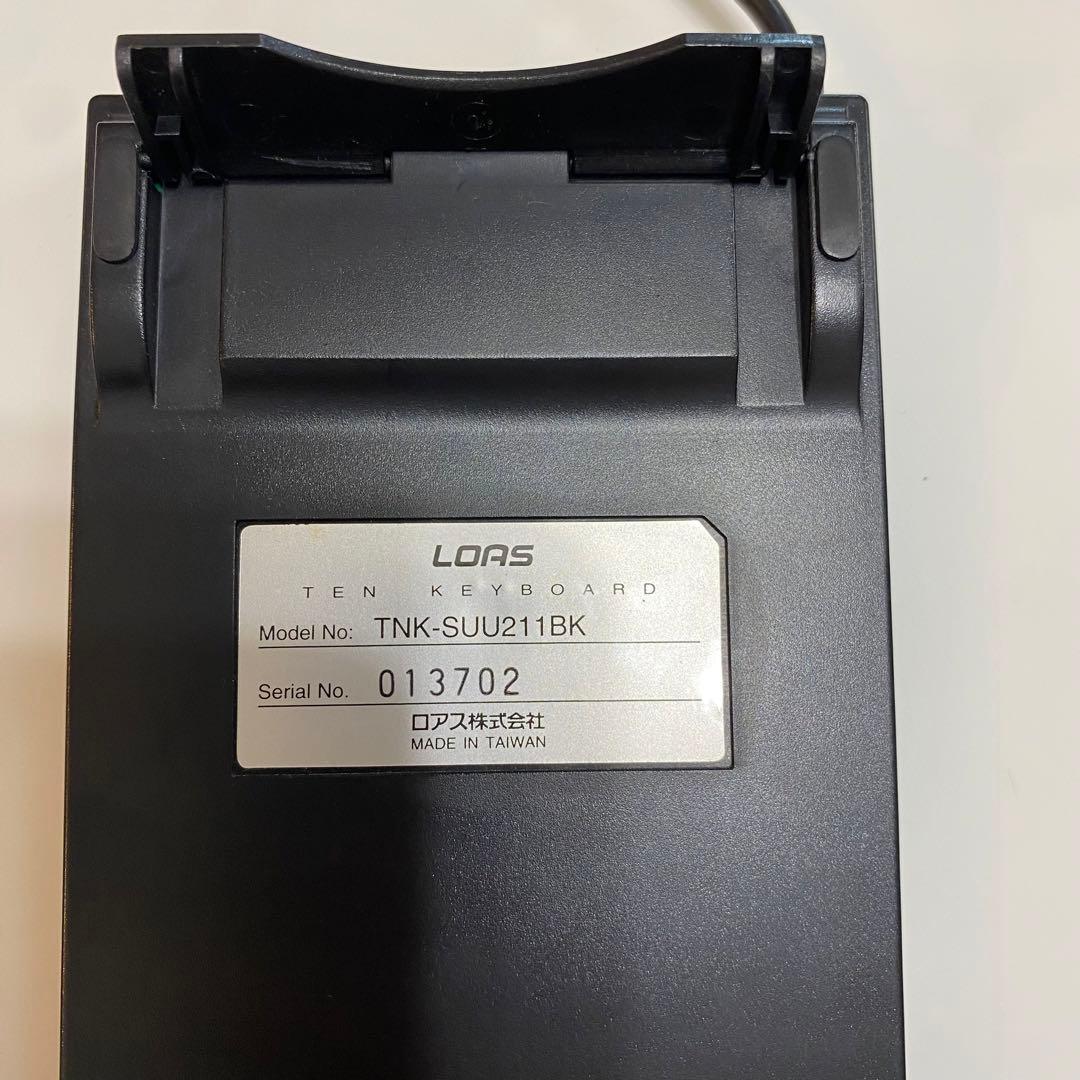 LOAS
TEN KEYBOARD
Model No: TNK-SUU211BK
Serial No. 013702
ロアス株式会社
MADE IN TAIWAN